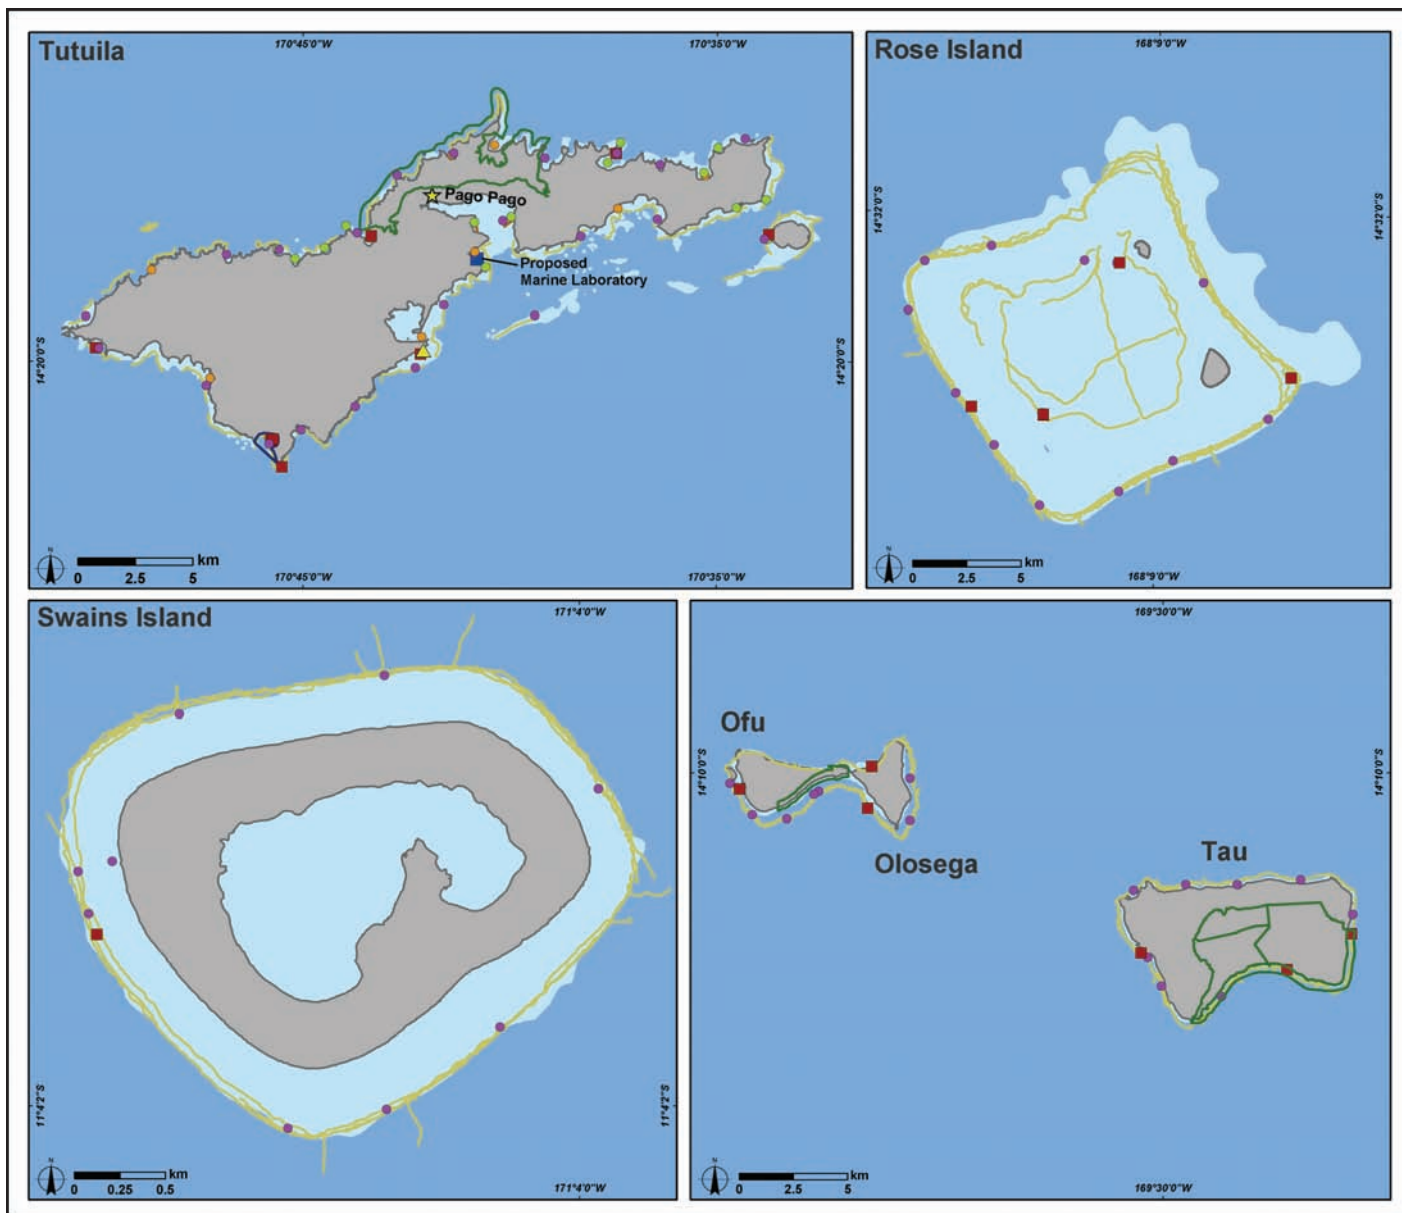 Tutuila
170°45'0"W
170°35'0"W
Pago Pago
Proposed
Marine Laboratory
14°20'0"S
14°20'0"S
N
km
0 2.5 5
170°45'0"W
170°35'0"W
Rose Island
168°9'0"W
14°32'0"S
14°32'0"S
N
km
0 2.5 5
168°9'0"W
Swains Island
171°4'0"W
11°4'2"S
11°4'2"S
N
km
0 0.25 0.5
171°4'0"W
169°30'0"W
Ofu
14°10'0"S
14°10'0"S
Olosega
Tau
N
km
0 2.5 5
169°30'0"W